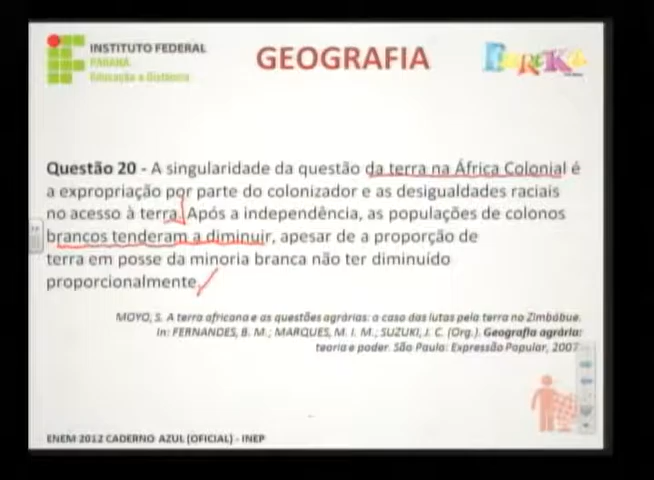 INSTITUTO FEDERAL
PARANÁ
Educação a Distância
GEOGRAFIA
EUREKA
Questão 20 - A singularidade da questão da terra na África Colonial é
a expropriação por parte do colonizador e as desigualdades raciais
no acesso à terra. Após a independência, as populações de colonos
brancos tenderam a diminuir, apesar de a proporção de
terra em posse da minoria branca não ter diminuído
proporcionalmente.
MOYO, S. A terra africana e as questões agrárias: o caso das lutas pela terra no Zimbábue.
In: FERNANDES, B. M.; MARQUES, M. I. M.; SUZUKI, J. C. (Org.). Geografia agrária:
teoria e poder. São Paulo: Expressão Popular, 2007
ENEM 2012 CADERNO AZUL (OFICIAL) - INEP